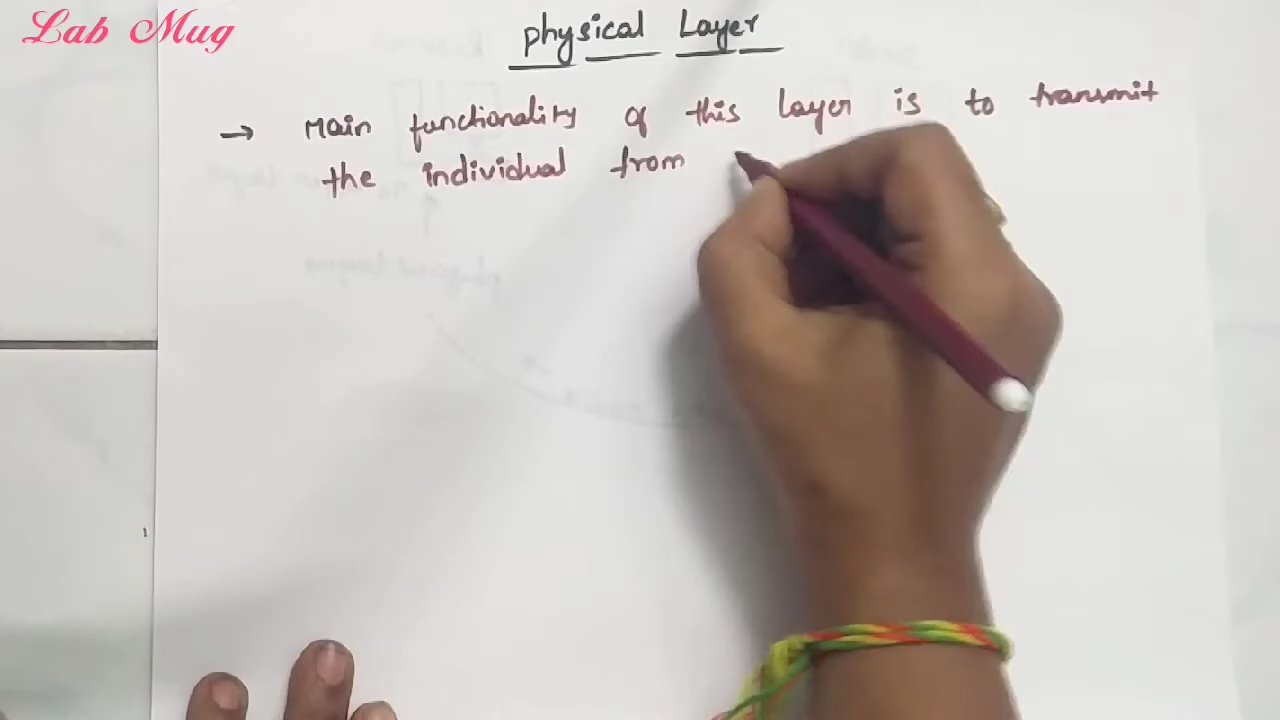 Lab Mug
physical Layer
→ Main functionality of this layer is to transmit
the individual from